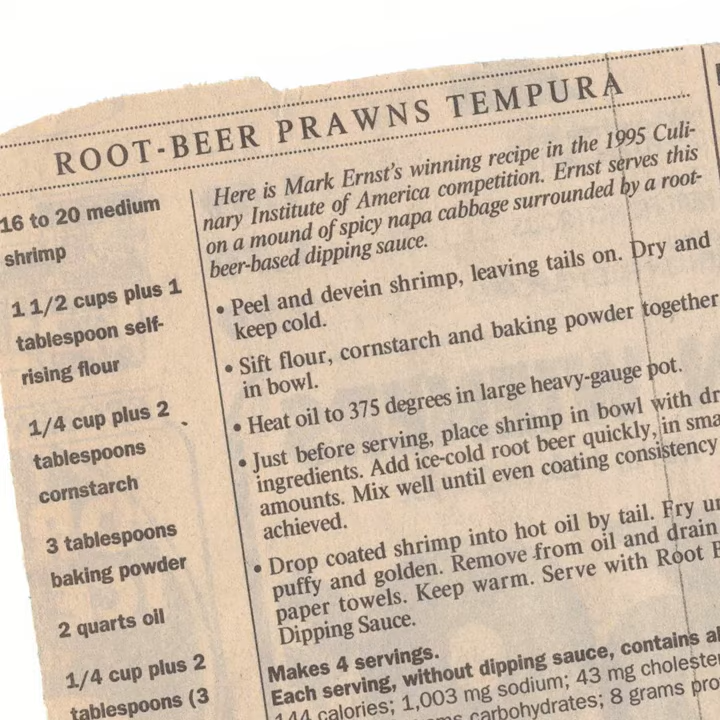 ROOT-BEER PRAWNS TEMPURA
16 to 20 medium
shrimp
1 1/2 cups plus 1
tablespoon self-
rising flour
1/4 cup plus 2
tablespoons
cornstarch
3 tablespoons
baking powder
2 quarts oil
1/4 cup plus 2
tablespoons (3
Here is Mark Ernst's winning recipe in the 1995 Culi-
nary Institute of America competition. Ernst serves this
on a mound of spicy napa cabbage surrounded by a root-
beer-based dipping sauce.
• Peel and devein shrimp, leaving tails on. Dry and
keep cold.
• Sift flour, cornstarch and baking powder together
in bowl.
• Heat oil to 375 degrees in large heavy-gauge pot.
• Just before serving, place shrimp in bowl with dr
ingredients. Add ice-cold root beer quickly, in sma
amounts. Mix well until even coating consistency
achieved.
• Drop coated shrimp into hot oil by tail. Fry un
puffy and golden. Remove from oil and drain
paper towels. Keep warm. Serve with Root B
Dipping Sauce.
Makes 4 servings.
Each serving, without dipping sauce, contains a
144 calories; 1,003 mg sodium; 43 mg cholester
carbohydrates; 8 grams pro